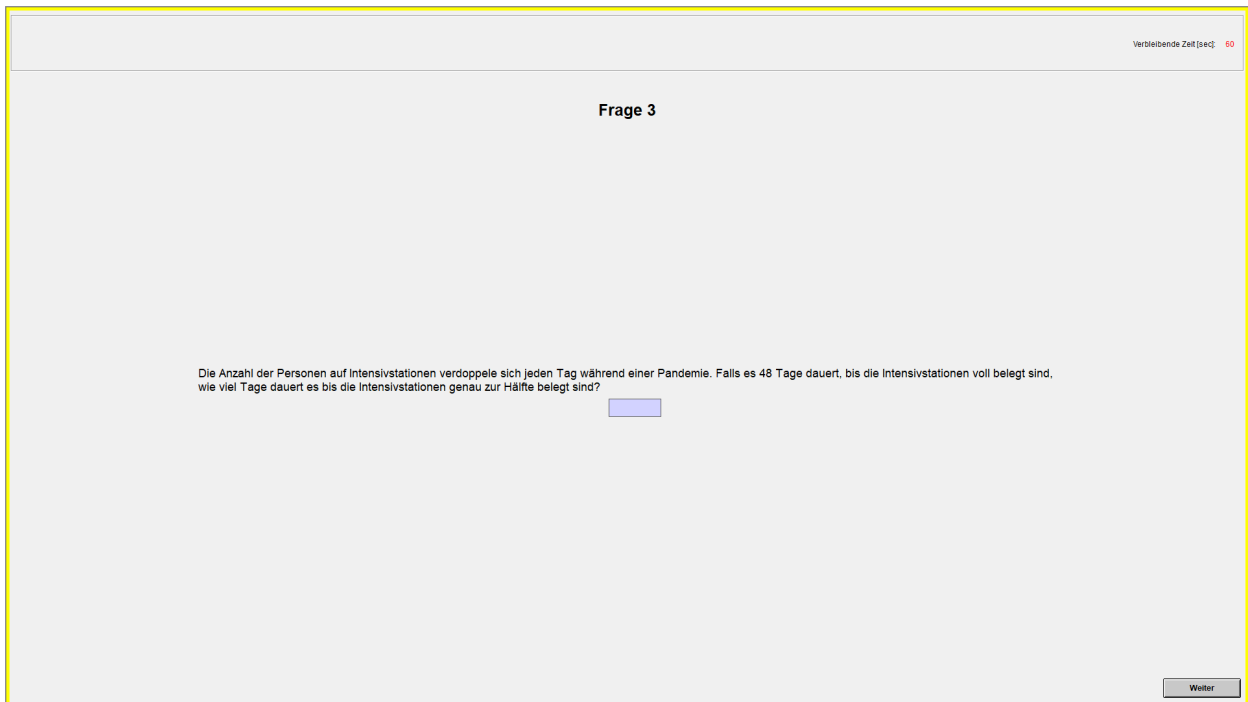 Verbleibende Zeit [sec]: 60
Frage 3
Die Anzahl der Personen auf Intensivstationen verdoppele sich jeden Tag während einer Pandemie. Falls es 48 Tage dauert, bis die Intensivstationen voll belegt sind,
wie viel Tage dauert es bis die Intensivstationen genau zur Hälfte belegt sind?
Weiter